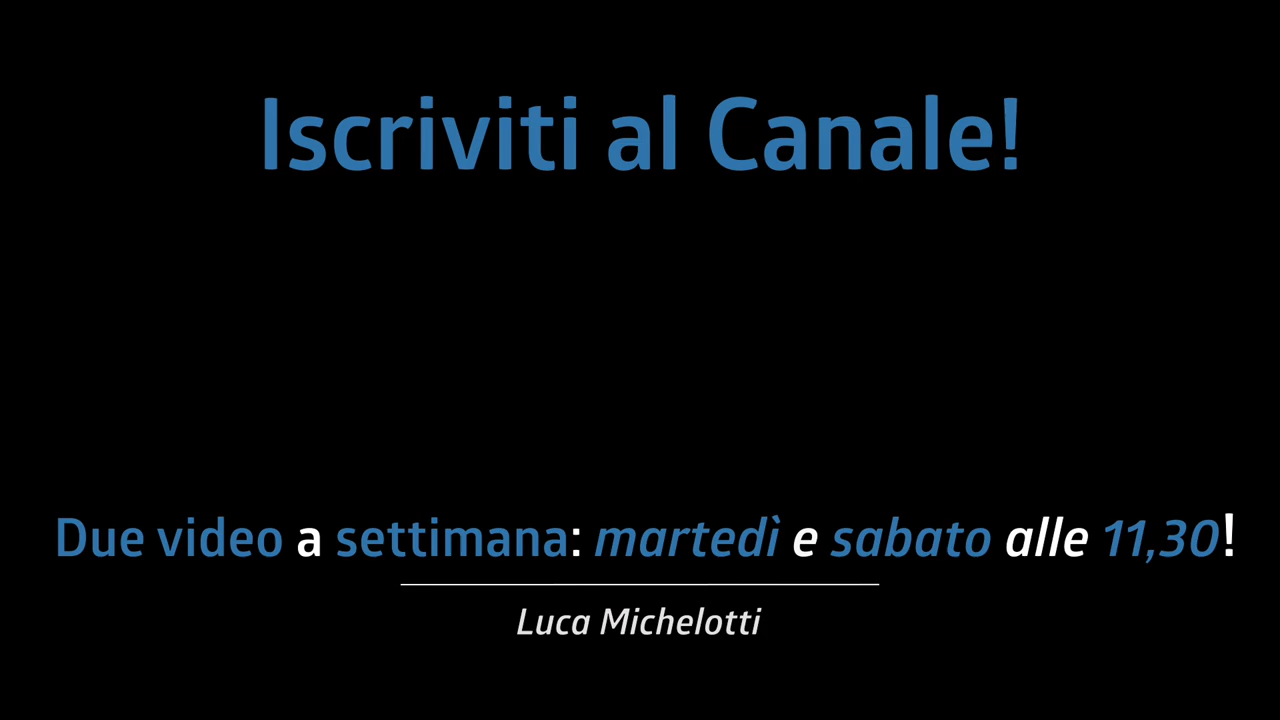 Iscriviti al Canale!
Due video a settimana: martedì e sabato alle 11,30!
Luca Michelotti